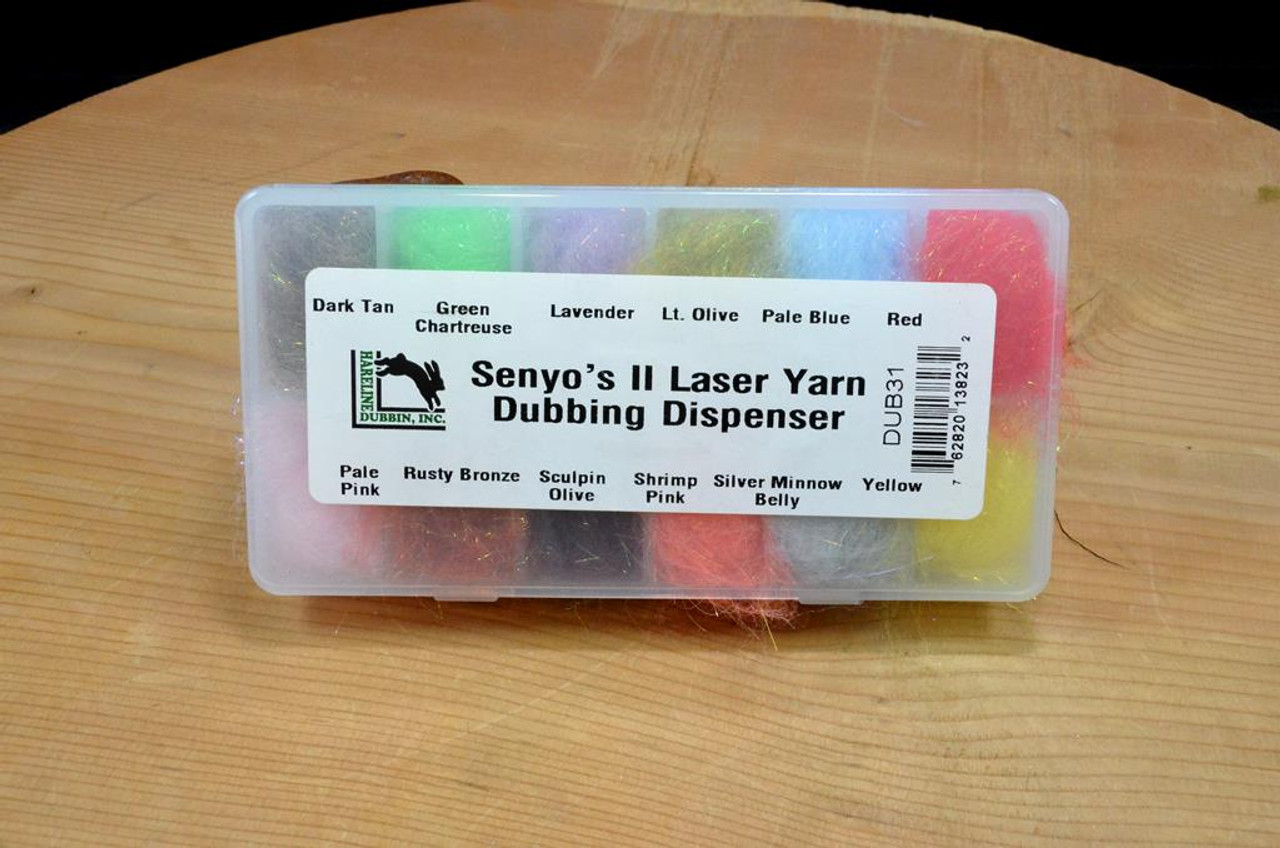 Dark Tan
Green
Chartreuse
Lavender
Lt. Olive
Pale Blue
Red
HARELINE
DUBBIN, INC.
Senyo's II Laser Yarn
Dubbing Dispenser
DUB31
7 62820 13823 2
Pale
Pink
Rusty Bronze
Sculpin
Olive
Shrimp
Pink
Silver Minnow
Belly
Yellow